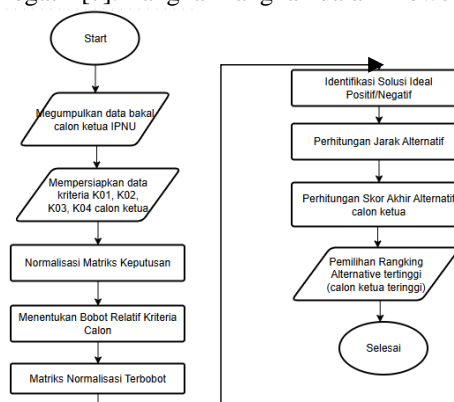 Start
Megumpulkan data bakal
calon ketua IPNU
Mempersiapkan data
kriteria K01, K02,
K03, K04 calon ketua
Normalisasi Matriks Keputusan
Menentukan Bobot Relatif Kriteria
Calon
Matriks Normalisasi Terbobot
Identifikasi Solusi Ideal
Positif/Negatif
Perhitungan Jarak Alternatif
Perhitungan Skor Akhir Alternatif
calon ketua
Pemilihan Rangking
Alternative tertinggi
(calon ketua teringgi)
Selesai